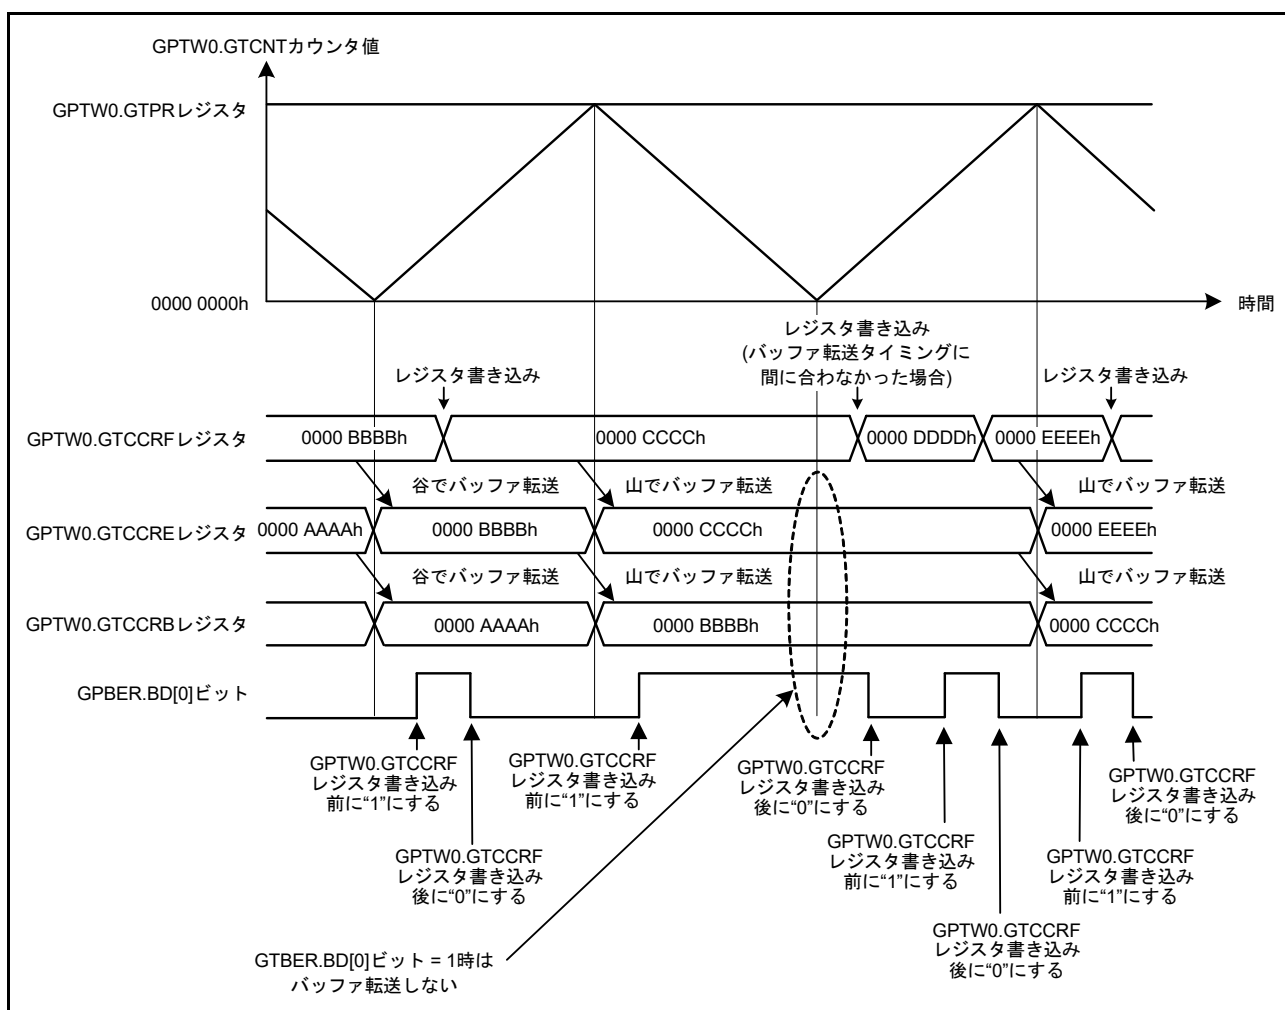 GPTW0.GTCNTカウンタ値
GPTW0.GTPRレジスタ
0000 0000h
時間
レジスタ書き込み
レジスタ書き込み
(バッファ転送タイミングに
間に合わなかった場合)
レジスタ書き込み
GPTW0.GTCCRFレジスタ
0000 BBBBh
0000 CCCCh
0000 DDDDh
0000 EEEEh
谷でバッファ転送
山でバッファ転送
山でバッファ転送
GPTW0.GTCCREレジスタ
0000 AAAAh
0000 BBBBh
0000 CCCCh
0000 EEEEh
谷でバッファ転送
山でバッファ転送
山でバッファ転送
GPTW0.GTCCRBレジスタ
0000 AAAAh
0000 BBBBh
0000 CCCCh
GPBER.BD[0]ビット
GPTW0.GTCCRF
レジスタ書き込み
前に“1”にする
GPTW0.GTCCRF
レジスタ書き込み
前に“1”にする
GPTW0.GTCCRF
レジスタ書き込み
後に“0”にする
GPTW0.GTCCRF
レジスタ書き込み
後に“0”にする
GPTW0.GTCCRF
レジスタ書き込み
後に“0”にする
GPTW0.GTCCRF
レジスタ書き込み
前に“1”にする
GPTW0.GTCCRF
レジスタ書き込み
前に“1”にする
GPTW0.GTCCRF
レジスタ書き込み
後に“0”にする
GTBER.BD[0]ビット = 1時は
バッファ転送しない